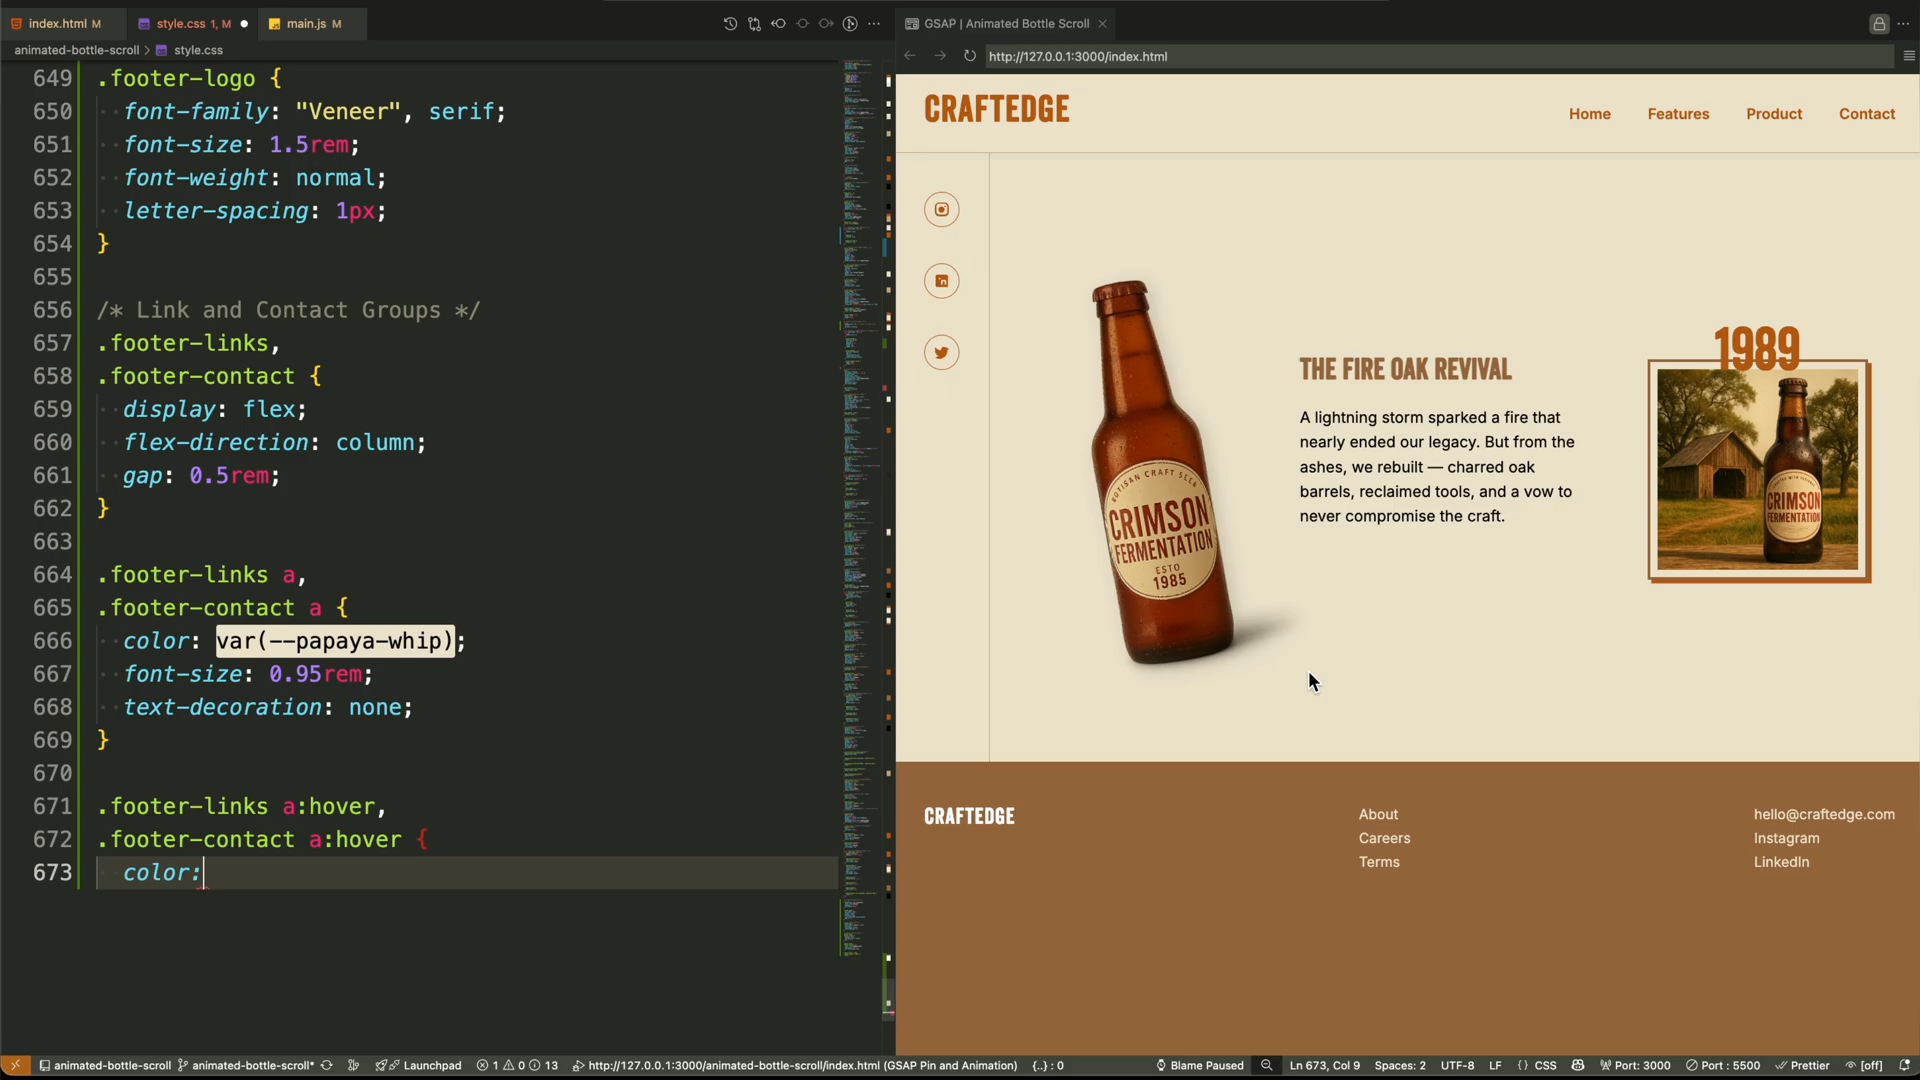 index.html M
style.css 1, M
main.js M
animated-bottle-scroll > style.css
649 .footer-logo {
650 font-family: "Veneer", serif;
651 font-size: 1.5rem;
652 font-weight: normal;
653 letter-spacing: 1px;
654 }
655
656 /* Link and Contact Groups */
657 .footer-links,
658 .footer-contact {
659 display: flex;
660 flex-direction: column;
661 gap: 0.5rem;
662 }
663
664 .footer-links a,
665 .footer-contact a {
666 color: var(--papaya-whip);
667 font-size: 0.95rem;
668 text-decoration: none;
669 }
670
671 .footer-links a:hover,
672 .footer-contact a:hover {
673 color:
GSAP | Animated Bottle Scroll
http://127.0.0.1:3000/index.html
CRAFTEDGE
Home Features Product Contact
CRIMSON
FERMENTATION
ESTD
1985
THE FIRE OAK REVIVAL
A lightning storm sparked a fire that
nearly ended our legacy. But from the
ashes, we rebuilt — charred oak
barrels, reclaimed tools, and a vow to
never compromise the craft.
1989
CRIMSON
FERMENTATION
CRAFTEDGE
About
Careers
Terms
hello@craftedge.com
Instagram
LinkedIn
animated-bottle-scroll animated-bottle-scroll* Launchpad 1 0 13 http://127.0.0.1:3000/animated-bottle-scroll/index.html (GSAP Pin and Animation) {..} : 0 Blame Paused Ln 673, Col 9 Spaces: 2 UTF-8 LF {} CSS Port: 3000 Port : 5500 Prettier [off]